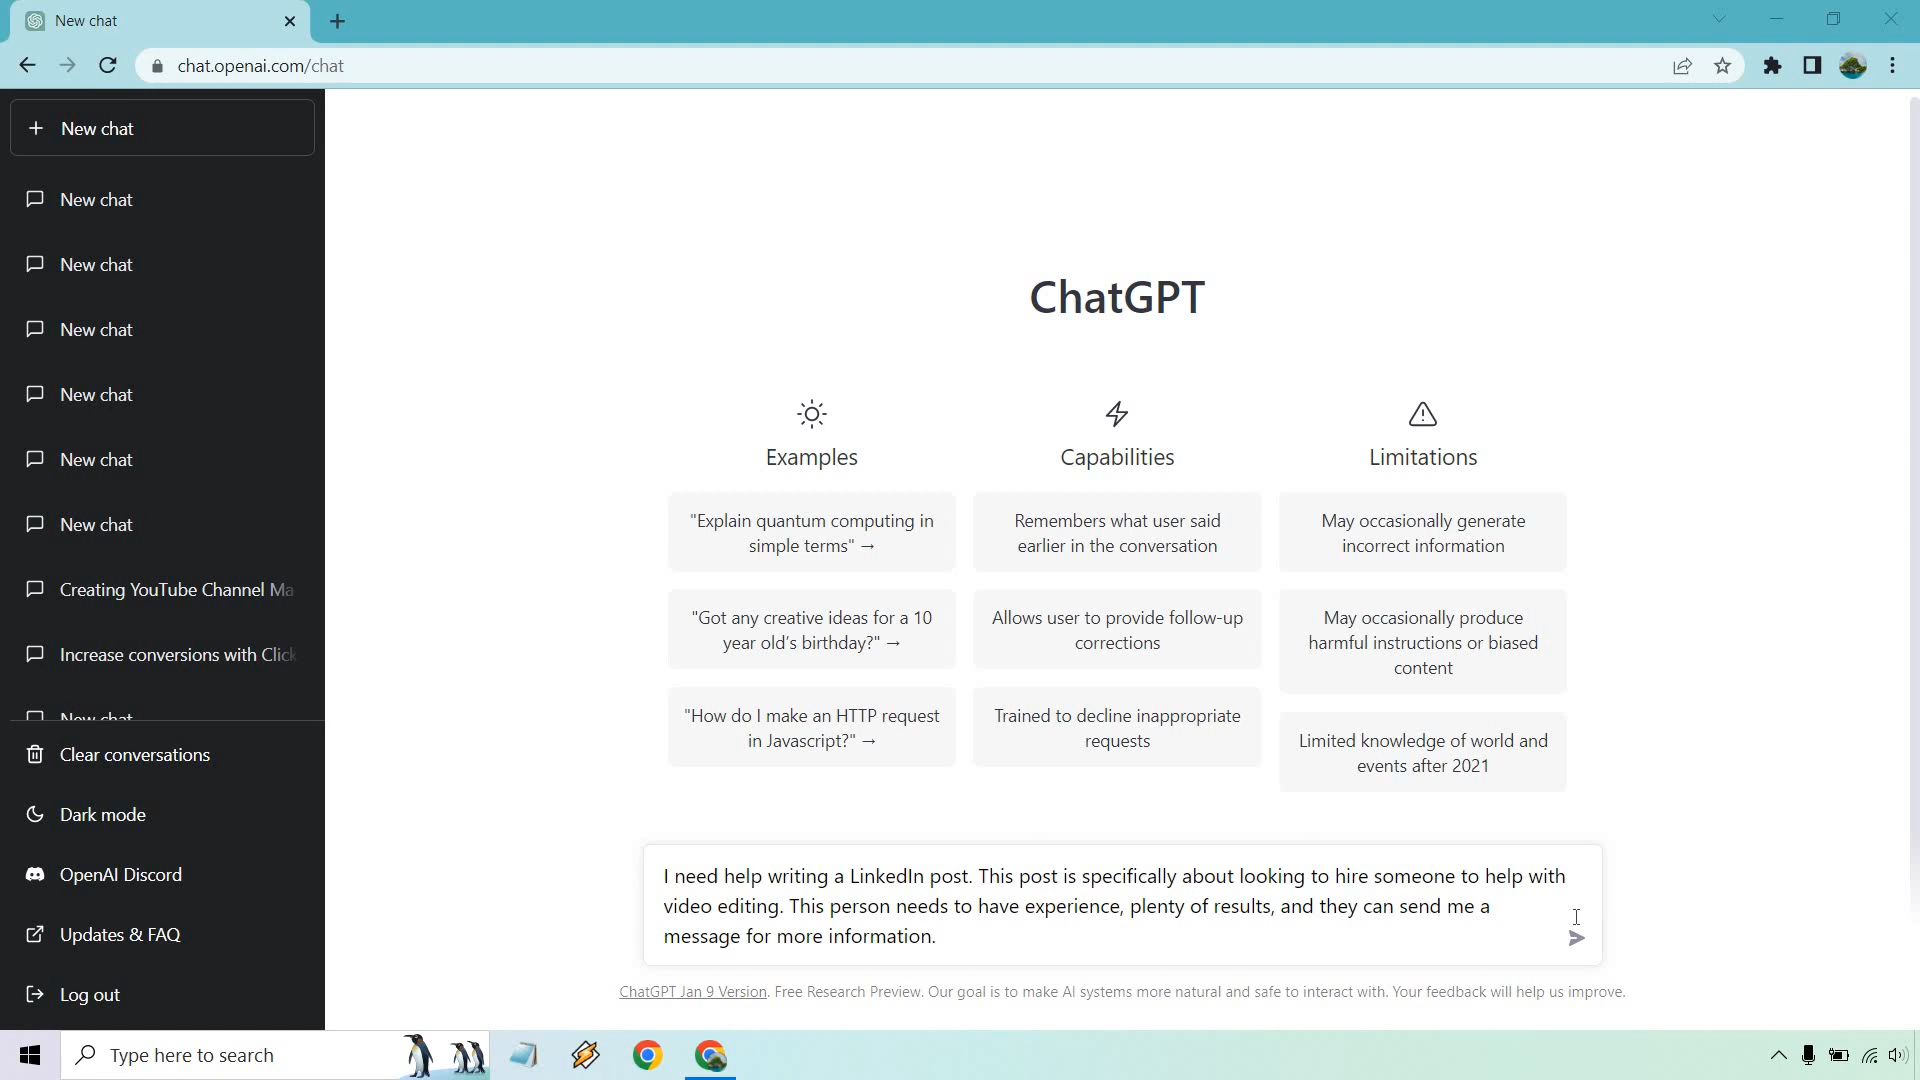 New chat
chat.openai.com/chat
New chat
New chat
New chat
New chat
New chat
New chat
New chat
Creating YouTube Channel Ma
Increase conversions with Click
New chat
Clear conversations
Dark mode
OpenAI Discord
Updates & FAQ
Log out
ChatGPT
Examples
"Explain quantum computing in
simple terms" →
"Got any creative ideas for a 10
year old's birthday?" →
"How do I make an HTTP request
in Javascript?" →
Capabilities
Remembers what user said
earlier in the conversation
Allows user to provide follow-up
corrections
Trained to decline inappropriate
requests
Limitations
May occasionally generate
incorrect information
May occasionally produce
harmful instructions or biased
content
Limited knowledge of world and
events after 2021
I need help writing a LinkedIn post. This post is specifically about looking to hire someone to help with
video editing. This person needs to have experience, plenty of results, and they can send me a
message for more information.
ChatGPT Jan 9 Version. Free Research Preview. Our goal is to make AI systems more natural and safe to interact with. Your feedback will help us improve.
Type here to search